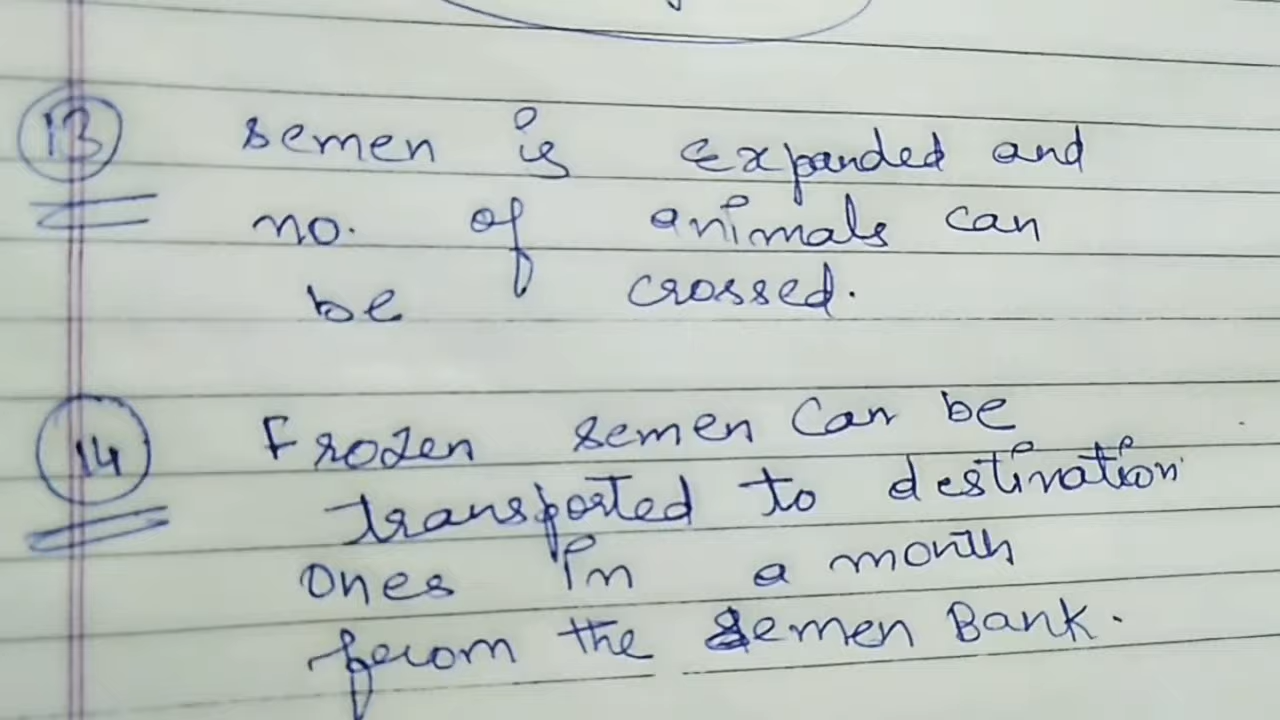 13 semen is expanded and
no. of animals can
be crossed.
14 Frozen semen can be
transported to destination
ones in a month
from the semen Bank.